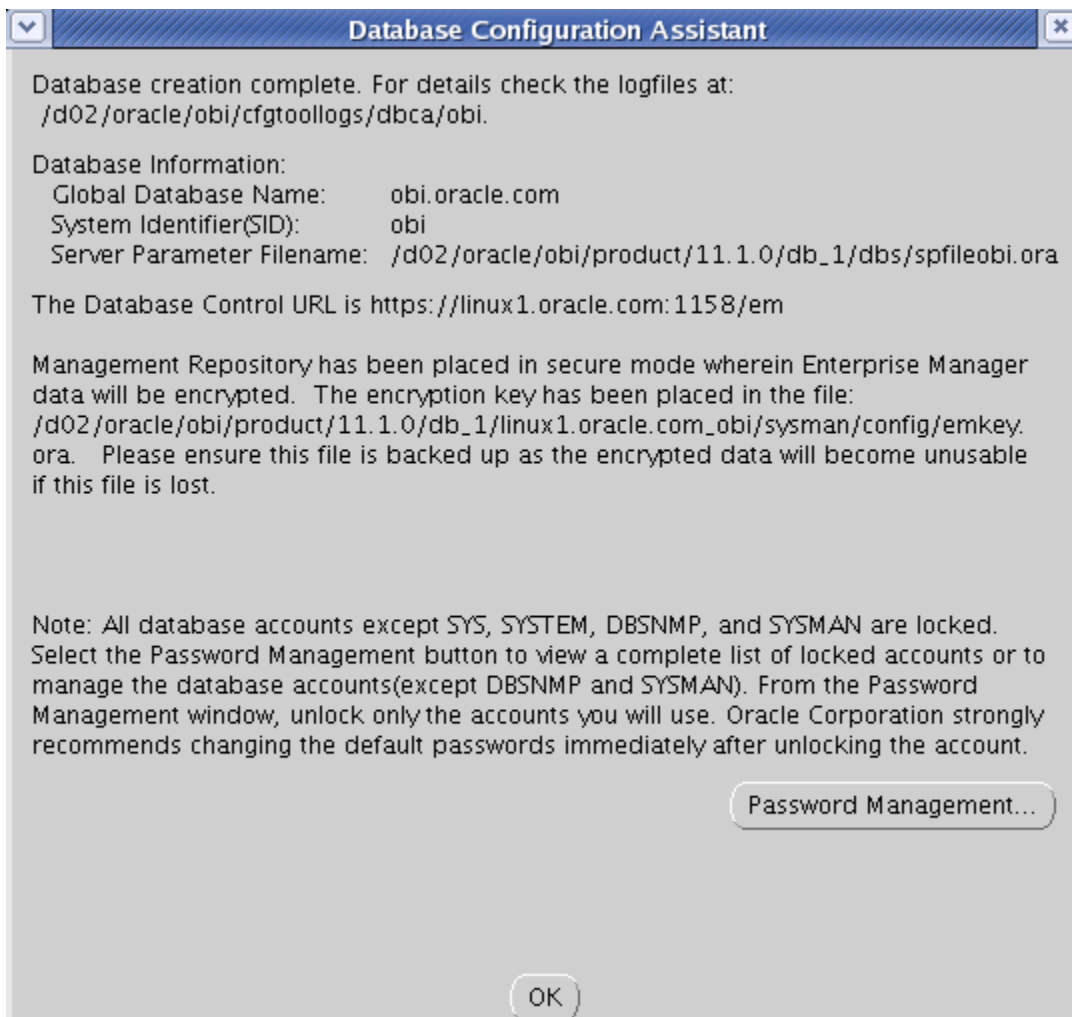 Database Configuration Assistant
Database creation complete. For details check the logfiles at:
/d02/oracle/obi/cfgtoollogs/dbca/obi.
Database Information:
Global Database Name: obi.oracle.com
System Identifier(SID): obi
Server Parameter Filename: /d02/oracle/obi/product/11.1.0/db_1/dbs/spfileobi.ora
The Database Control URL is https://linux1.oracle.com:1158/em
Management Repository has been placed in secure mode wherein Enterprise Manager
data will be encrypted. The encryption key has been placed in the file:
/d02/oracle/obi/product/11.1.0/db_1/linux1.oracle.com_obi/sysman/config/emkey.
ora. Please ensure this file is backed up as the encrypted data will become unusable
if this file is lost.
Note: All database accounts except SYS, SYSTEM, DBSNMP, and SYSMAN are locked.
Select the Password Management button to view a complete list of locked accounts or to
manage the database accounts(except DBSNMP and SYSMAN). From the Password
Management window, unlock only the accounts you will use. Oracle Corporation strongly
recommends changing the default passwords immediately after unlocking the account.
Password Management...
OK